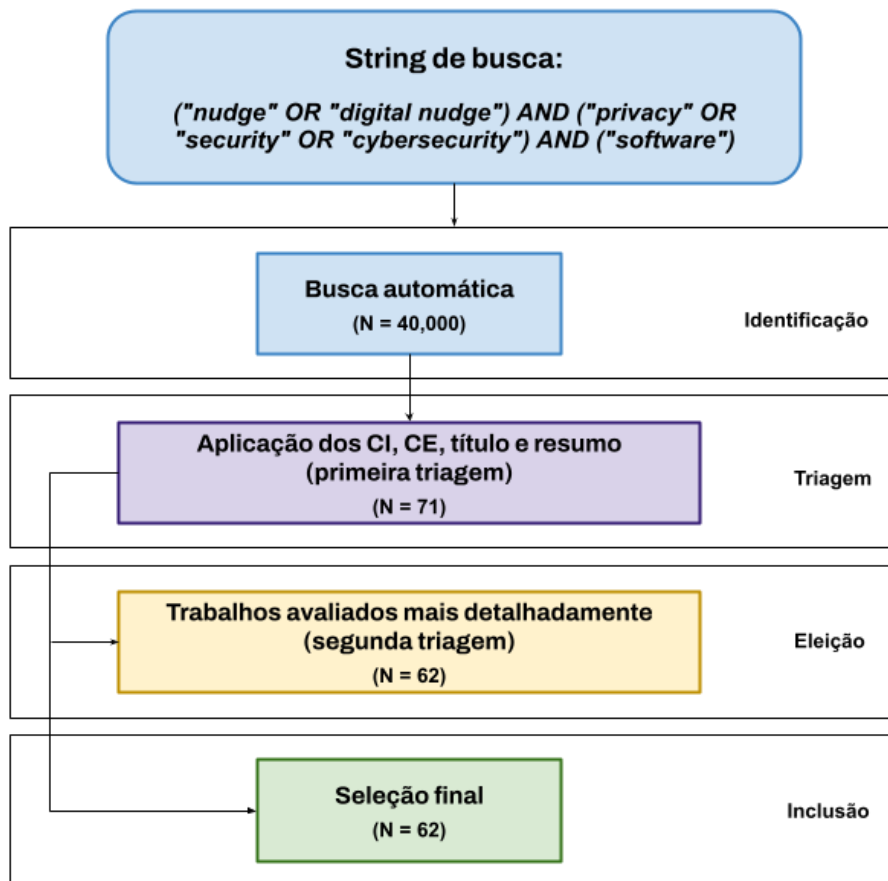 String de busca:
("nudge" OR "digital nudge") AND ("privacy" OR
"security" OR "cybersecurity") AND ("software")
Busca automática
(N = 40,000)
Identificação
Aplicação dos CI, CE, título e resumo
(primeira triagem)
(N = 71)
Triagem
Trabalhos avaliados mais detalhadamente
(segunda triagem)
(N = 62)
Eleição
Seleção final
(N = 62)
Inclusão